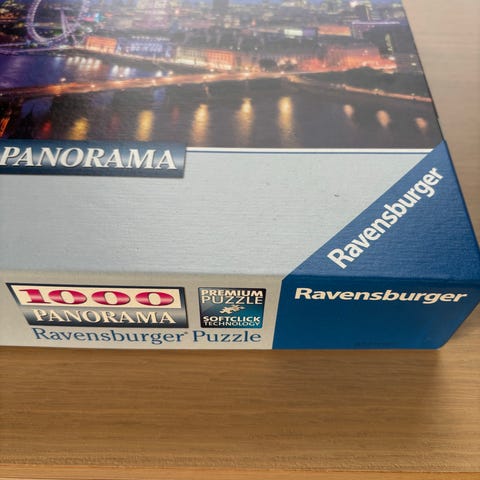 PANORAMA
Ravensburger
1000
PANORAMA
Ravensburger Puzzle
PREMIUM
PUZZLE
SOFTCLICK
TECHNOLOGY
Ravensburger